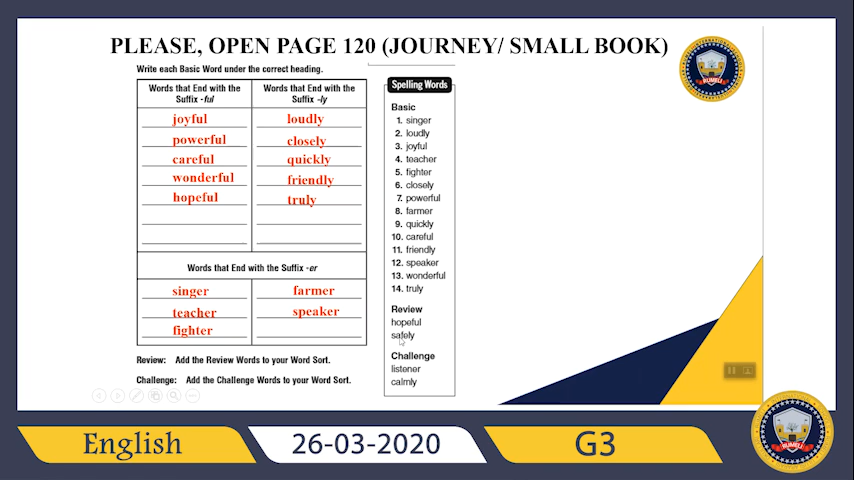 PLEASE, OPEN PAGE 120 (JOURNEY/ SMALL BOOK)
Write each Basic Word under the correct heading.
Words that End with the
Suffix -ful
joyful
powerful
careful
wonderful
hopeful
Words that End with the
Suffix -ly
loudly
closely
quickly
friendly
truly
Words that End with the Suffix -er
singer
teacher
fighter
farmer
speaker
Review: Add the Review Words to your Word Sort.
Challenge: Add the Challenge Words to your Word Sort.
Spelling Words
Basic
1. singer
2. loudly
3. joyful
4. teacher
5. fighter
6. closely
7. powerful
8. farmer
9. quickly
10. careful
11. friendly
12. speaker
13. wonderful
14. truly
Review
hopeful
safely
Challenge
listener
calmly
RUMELI
English
26-03-2020
G3
RUMELI